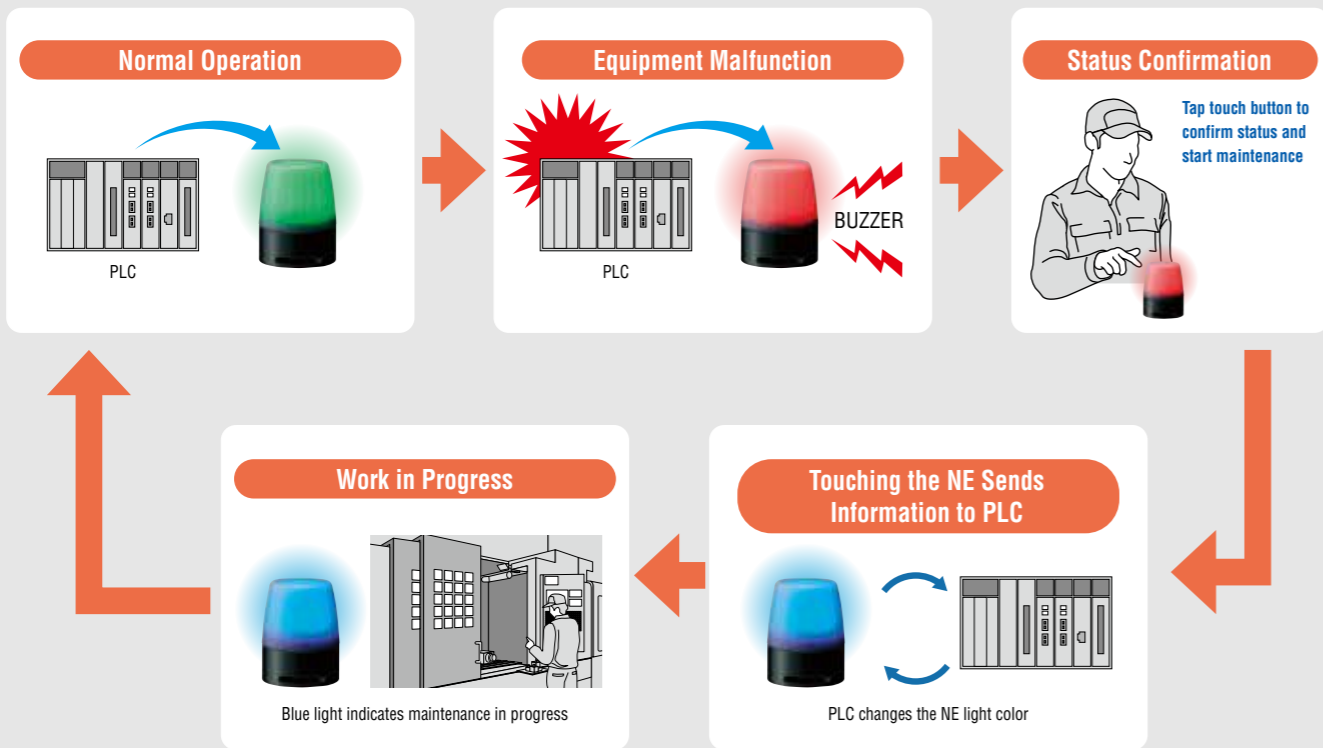 Normal Operation
PLC
Equipment Malfunction
BUZZER
PLC
Status Confirmation
Tap touch button to
confirm status and
start maintenance
Touching the NE Sends
Information to PLC
PLC changes the NE light color
Work in Progress
Blue light indicates maintenance in progress